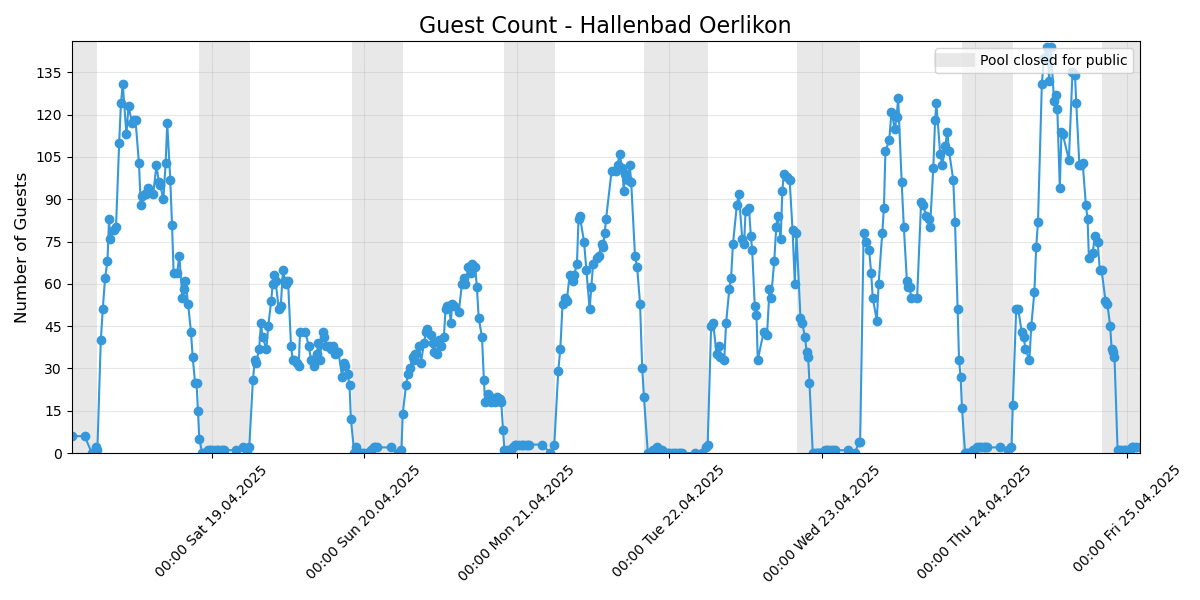 Guest Count - Hallenbad Oerlikon
Pool closed for public
Number of Guests
135
120
105
90
75
60
45
30
15
0
00:00 Sat 19.04.2025
00:00 Sun 20.04.2025
00:00 Mon 21.04.2025
00:00 Tue 22.04.2025
00:00 Wed 23.04.2025
00:00 Thu 24.04.2025
00:00 Fri 25.04.2025